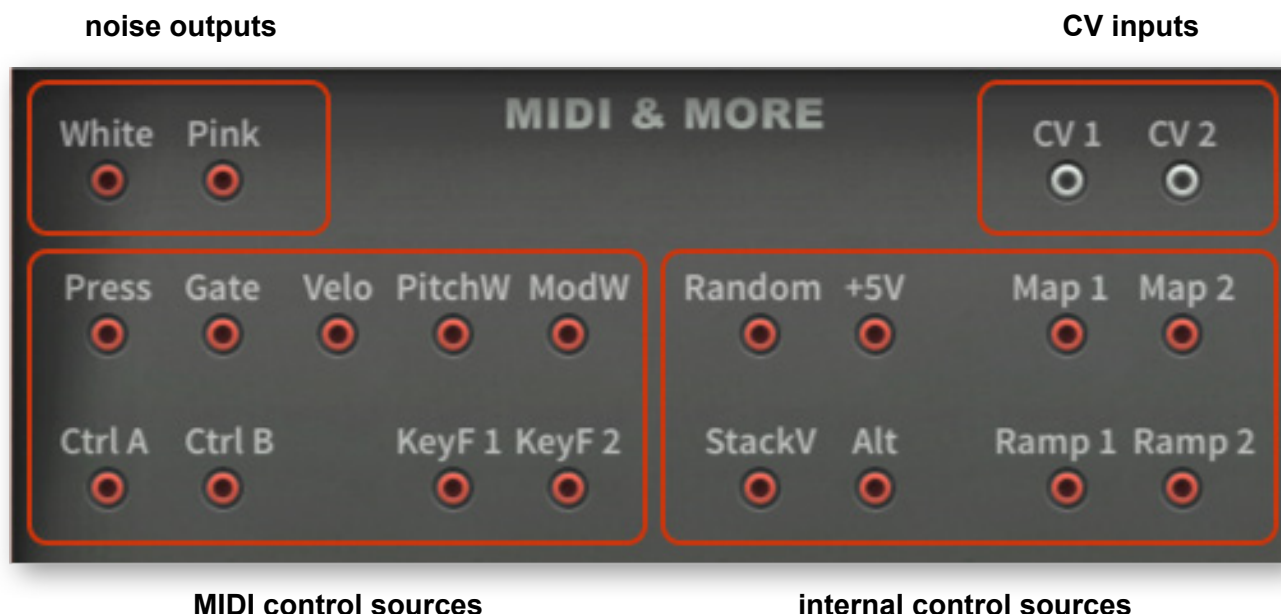 noise outputs CV inputs
MIDI & MORE
White Pink CV 1 CV 2
Press Gate Velo PitchW ModW Random +5V Map 1 Map 2
Ctrl A Ctrl B KeyF 1 KeyF 2 StackV Alt Ramp 1 Ramp 2
MIDI control sources internal control sources